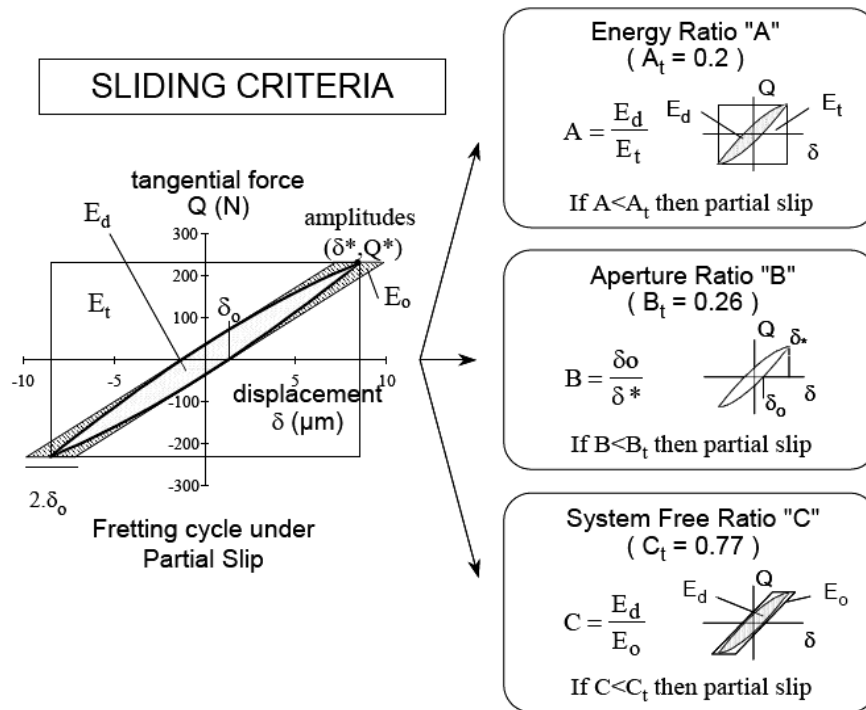 SLIDING CRITERIA
tangential force
Q (N)
E_d
amplitudes
(δ*,Q*)
300
200
100
-100
-200
-300
E_t
δ_o
E_o
-10
-5
5
10
displacement
δ (µm)
2.δ_o
Fretting cycle under
Partial Slip
Energy Ratio "A"
( A_t = 0.2 )
A = E_d / E_t
Q
E_d
E_t
δ
If A<A_t then partial slip
Aperture Ratio "B"
( B_t = 0.26 )
B = δo / δ*
Q
δ*
δ
δ_o
If B<B_t then partial slip
System Free Ratio "C"
( C_t = 0.77 )
C = E_d / E_o
Q
E_d
E_o
δ
If C<C_t then partial slip